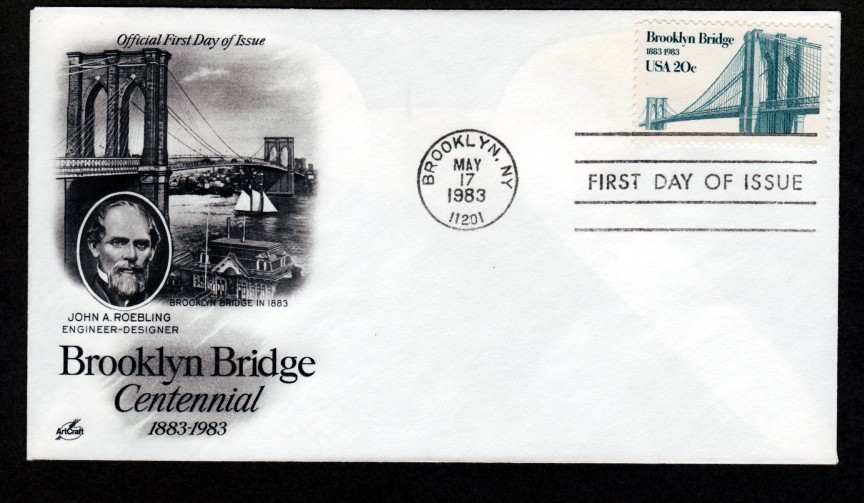 Official First Day of Issue
BROOKLYN BRIDGE IN 1883
JOHN A. ROEBLING
ENGINEER-DESIGNER
Brooklyn Bridge
Centennial
1883-1983
ArtCraft
BROOKLYN, NY
MAY
17
1983
11201
Brooklyn Bridge
1883-1983
USA 20c
FIRST DAY OF ISSUE